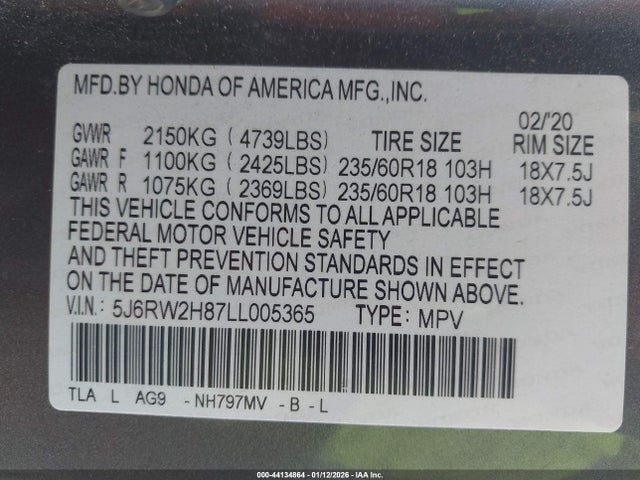 MFD.BY HONDA OF AMERICA MFG.,INC.
02/'20
GVWR 2150KG ( 4739LBS) TIRE SIZE RIM SIZE
GAWR F 1100KG ( 2425LBS) 235/60R18 103H 18X7.5J
GAWR R 1075KG ( 2369LBS) 235/60R18 103H 18X7.5J
THIS VEHICLE CONFORMS TO ALL APPLICABLE
FEDERAL MOTOR VEHICLE SAFETY
AND THEFT PREVENTION STANDARDS IN EFFECT
ON THE DATE OF MANUFACTURE SHOWN ABOVE.
V.I.N.: 5J6RW2H87LL005365 TYPE: MPV
TLA L AG9 -NH797MV -B -L
000-44134864 | 01/12/2026 | IAA Inc.